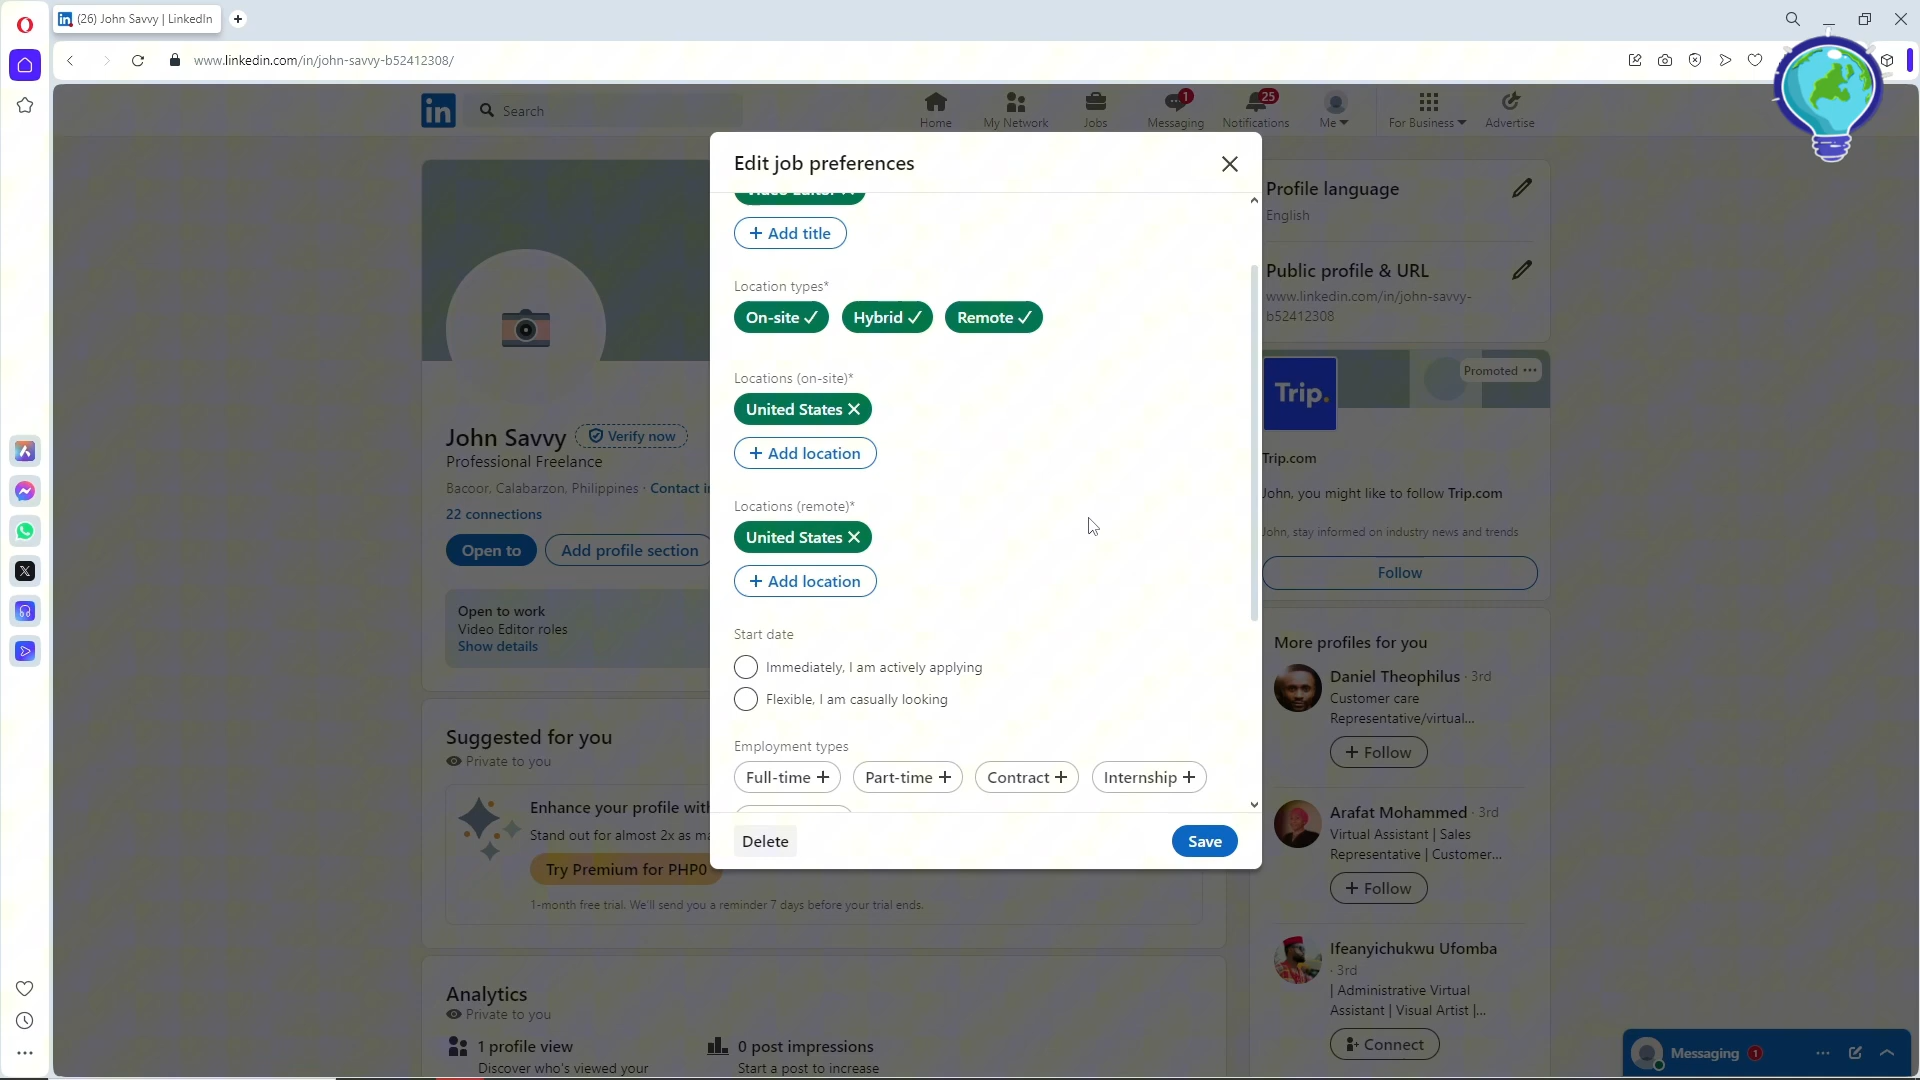 (26) John Savvy | LinkedIn
www.linkedin.com/in/john-savvy-b52412308/
in
Search
Home
My Network
Jobs
1
Messaging
25
Notifications
Me
For Business
Advertise
Edit job preferences
Video Editor
+ Add title
Location types*
On-site
Hybrid
Remote
Locations (on-site)*
United States
+ Add location
Locations (remote)*
United States
+ Add location
Start date
Immediately, I am actively applying
Flexible, I am casually looking
Employment types
Full-time +
Part-time +
Contract +
Internship +
Delete
Save
John Savvy
Verify now
Professional Freelance
Bacoor, Calabarzon, Philippines · Contact
22 connections
Open to
Add profile section
Open to work
Video Editor roles
Show details
Suggested for you
Private to you
Enhance your profile
Stand out for almost 2x as
Try Premium for PHP0
1-month free trial. We'll send you a reminder 7 days before your trial ends.
Analytics
Private to you
1 profile view
Discover who's viewed your
0 post impressions
Start a post to increase
Profile language
English
Public profile & URL
www.linkedin.com/in/john-savvy-
b52412308
Promoted
Trip.
Trip.com
John, you might like to follow Trip.com
John, stay informed on industry news and trends
Follow
More profiles for you
Daniel Theophilus · 3rd
Customer care
Representative/virtual...
+ Follow
Arafat Mohammed · 3rd
Virtual Assistant | Sales
Representative | Customer...
+ Follow
Ifeanyichukwu Ufomba
· 3rd
| Administrative Virtual
Assistant | Visual Artist |...
Connect
Messaging 1